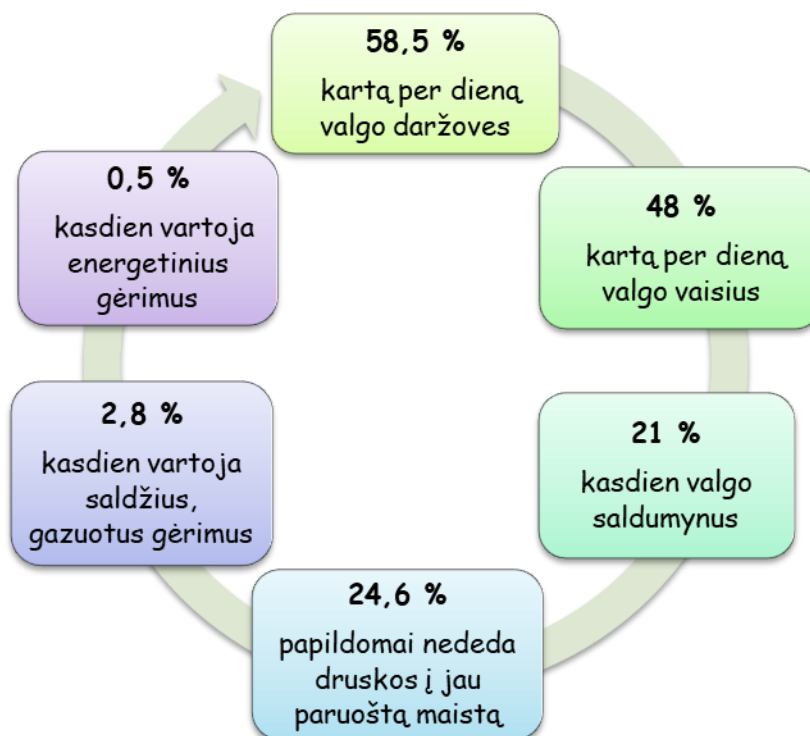 58,5 %
kartą per dieną
valgo daržoves
48 %
kartą per dieną
valgo vaisius
21 %
kasdien valgo
saldumynus
24,6 %
papildomai nededa
druskos į jau
paruoštą maistą
2,8 %
kasdien vartoja
saldžius,
gazuotus gėrimus
0,5 %
kasdien vartoja
energetinius
gėrimus